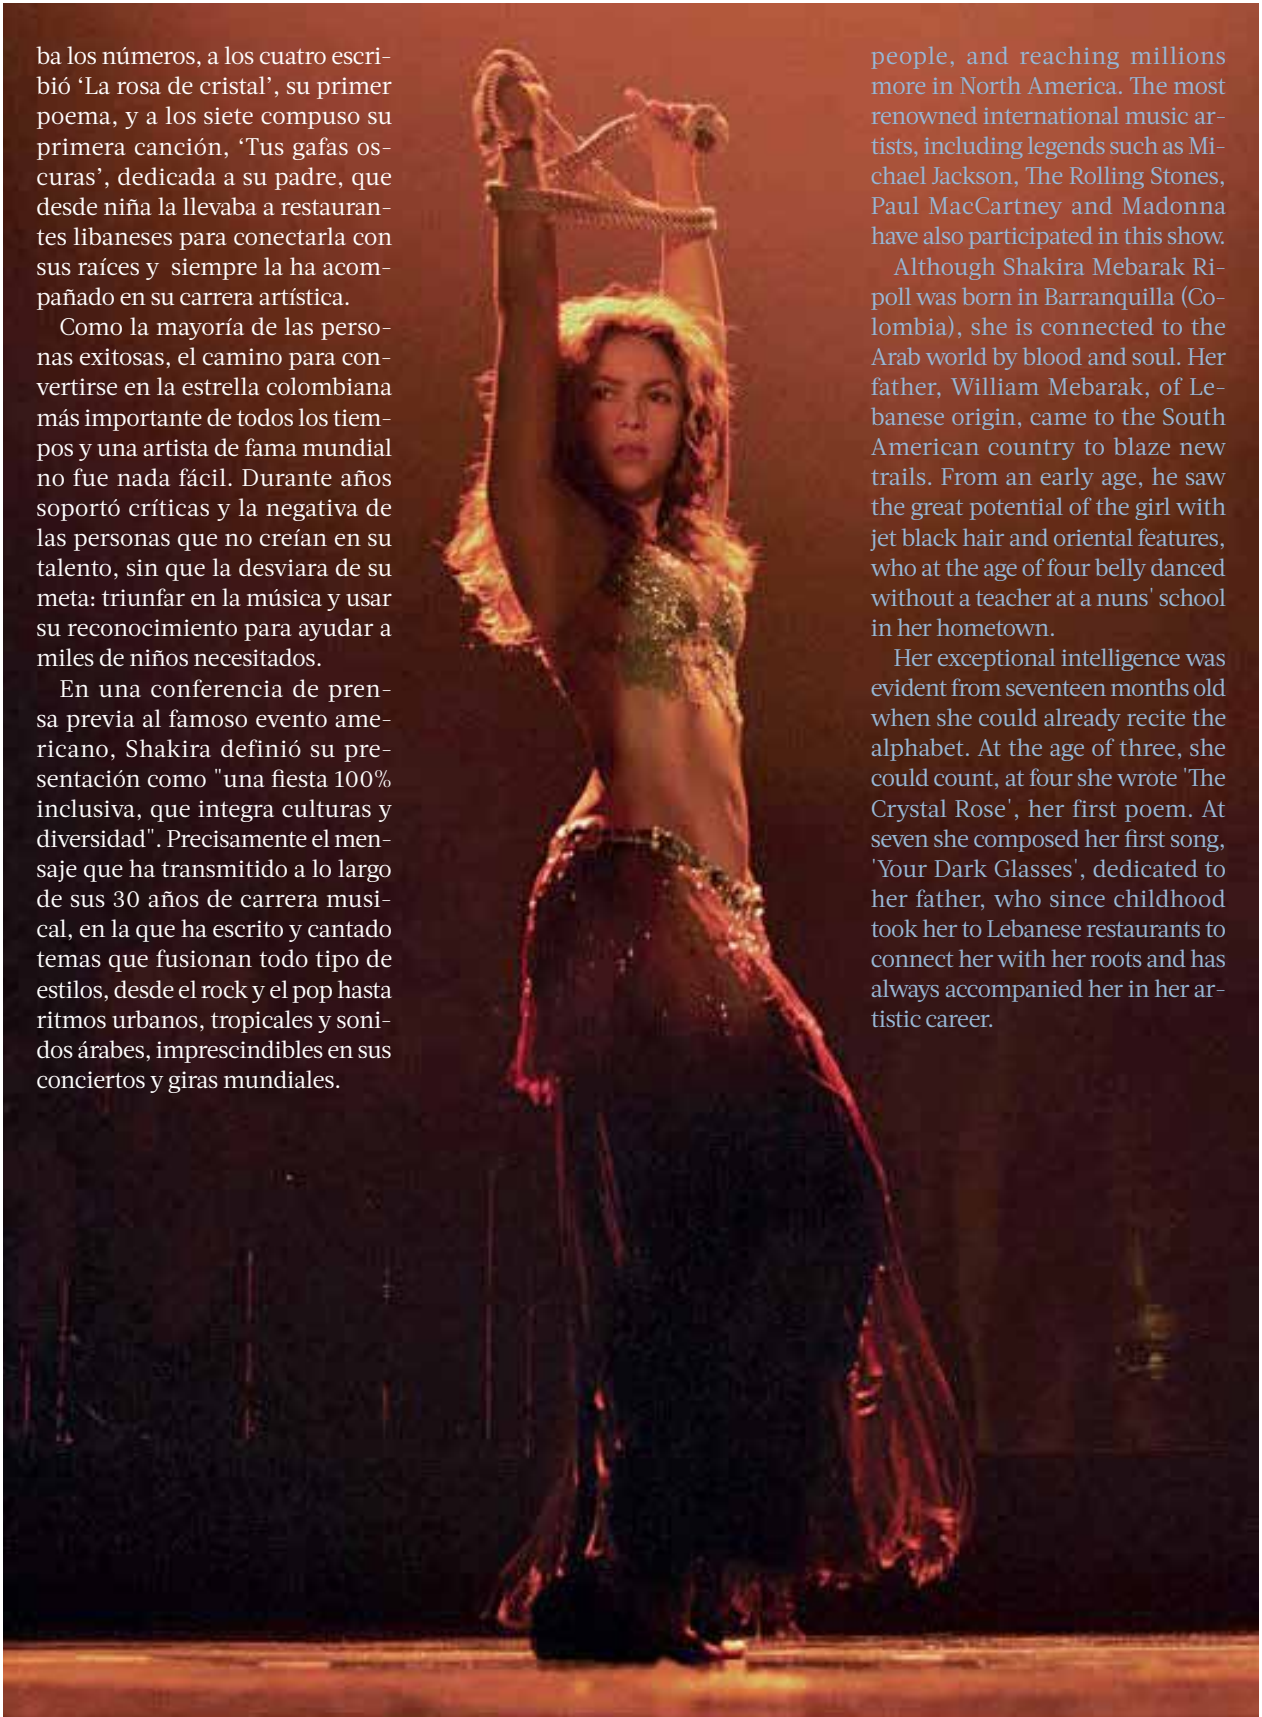 ba los números, a los cuatro escri-
bió ‘La rosa de cristal’, su primer
poema, y a los siete compuso su
primera canción, ‘Tus gafas os-
curas’, dedicada a su padre, que
desde niña la llevaba a restauran-
tes libaneses para conectarla con
sus raíces y siempre la ha acom-
pañado en su carrera artística.
Como la mayoría de las perso-
nas exitosas, el camino para con-
vertirse en la estrella colombiana
más importante de todos los tiem-
pos y una artista de fama mundial
no fue nada fácil. Durante años
soportó críticas y la negativa de
las personas que no creían en su
talento, sin que la desviara de su
meta: triunfar en la música y usar
su reconocimiento para ayudar a
miles de niños necesitados.
En una conferencia de pren-
sa previa al famoso evento ame-
ricano, Shakira definió su pre-
sentación como "una fiesta 100%
inclusiva, que integra culturas y
diversidad". Precisamente el men-
saje que ha transmitido a lo largo
de sus 30 años de carrera musi-
cal, en la que ha escrito y cantado
temas que fusionan todo tipo de
estilos, desde el rock y el pop hasta
ritmos urbanos, tropicales y soni-
dos árabes, imprescindibles en sus
conciertos y giras mundiales.
people, and reaching millions
more in North America. The most
renowned international music ar-
tists, including legends such as Mi-
chael Jackson, The Rolling Stones,
Paul MacCartney and Madonna
have also participated in this show.
Although Shakira Mebarak Ri-
poll was born in Barranquilla (Co-
lombia), she is connected to the
Arab world by blood and soul. Her
father, William Mebarak, of Le-
banese origin, came to the South
American country to blaze new
trails. From an early age, he saw
the great potential of the girl with
jet black hair and oriental features,
who at the age of four belly danced
without a teacher at a nuns' school
in her hometown.
Her exceptional intelligence was
evident from seventeen months old
when she could already recite the
alphabet. At the age of three, she
could count, at four she wrote 'The
Crystal Rose', her first poem. At
seven she composed her first song,
'Your Dark Glasses', dedicated to
her father, who since childhood
took her to Lebanese restaurants to
connect her with her roots and has
always accompanied her in her ar-
tistic career.